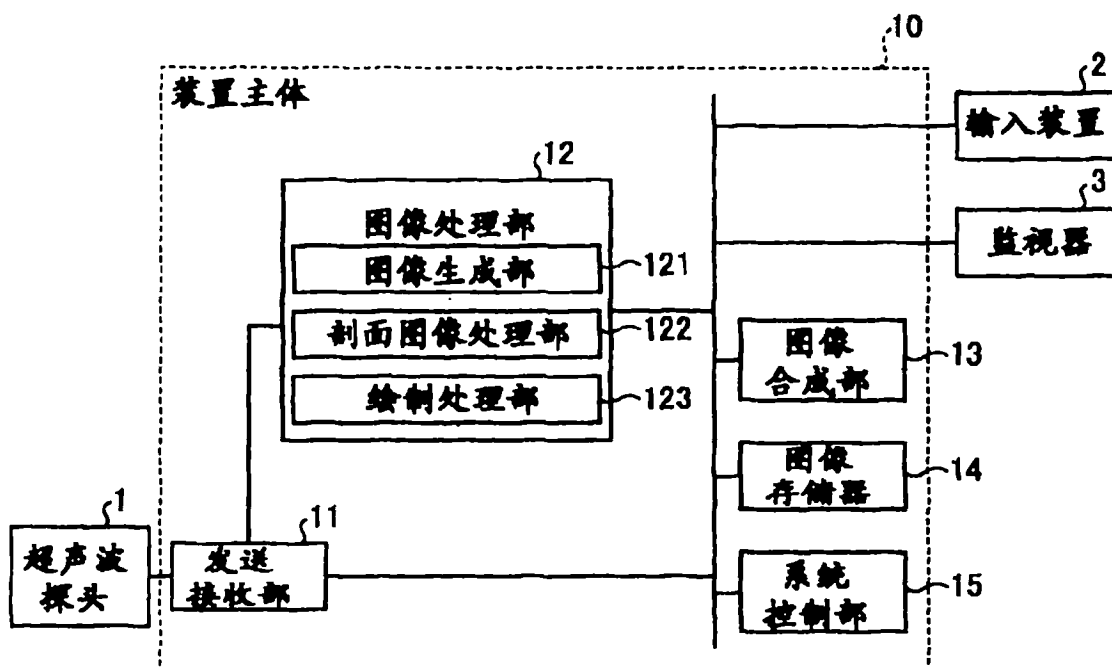 10
装置主体
2
输入装置
12
3
图像处理部
监视器
图像生成部
121
剖面图像处理部
122
图像
合成部
13
绘制处理部
123
图像
存储器
14
1
11
超声波
探头
发送
接收部
系统
控制部
15